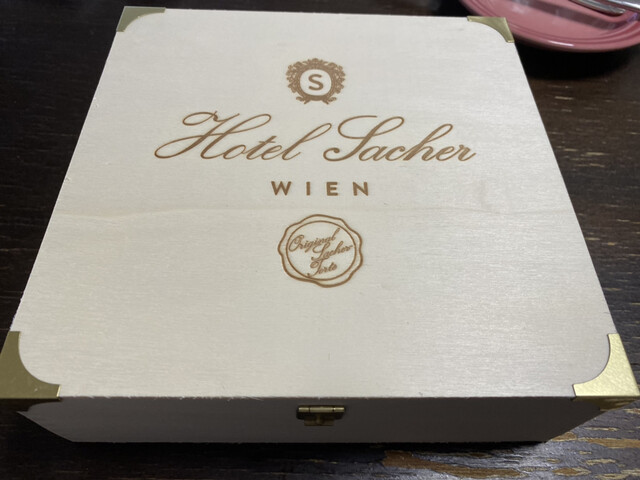 S
Hotel Sacher
WIEN
Original
Sacher
Torte